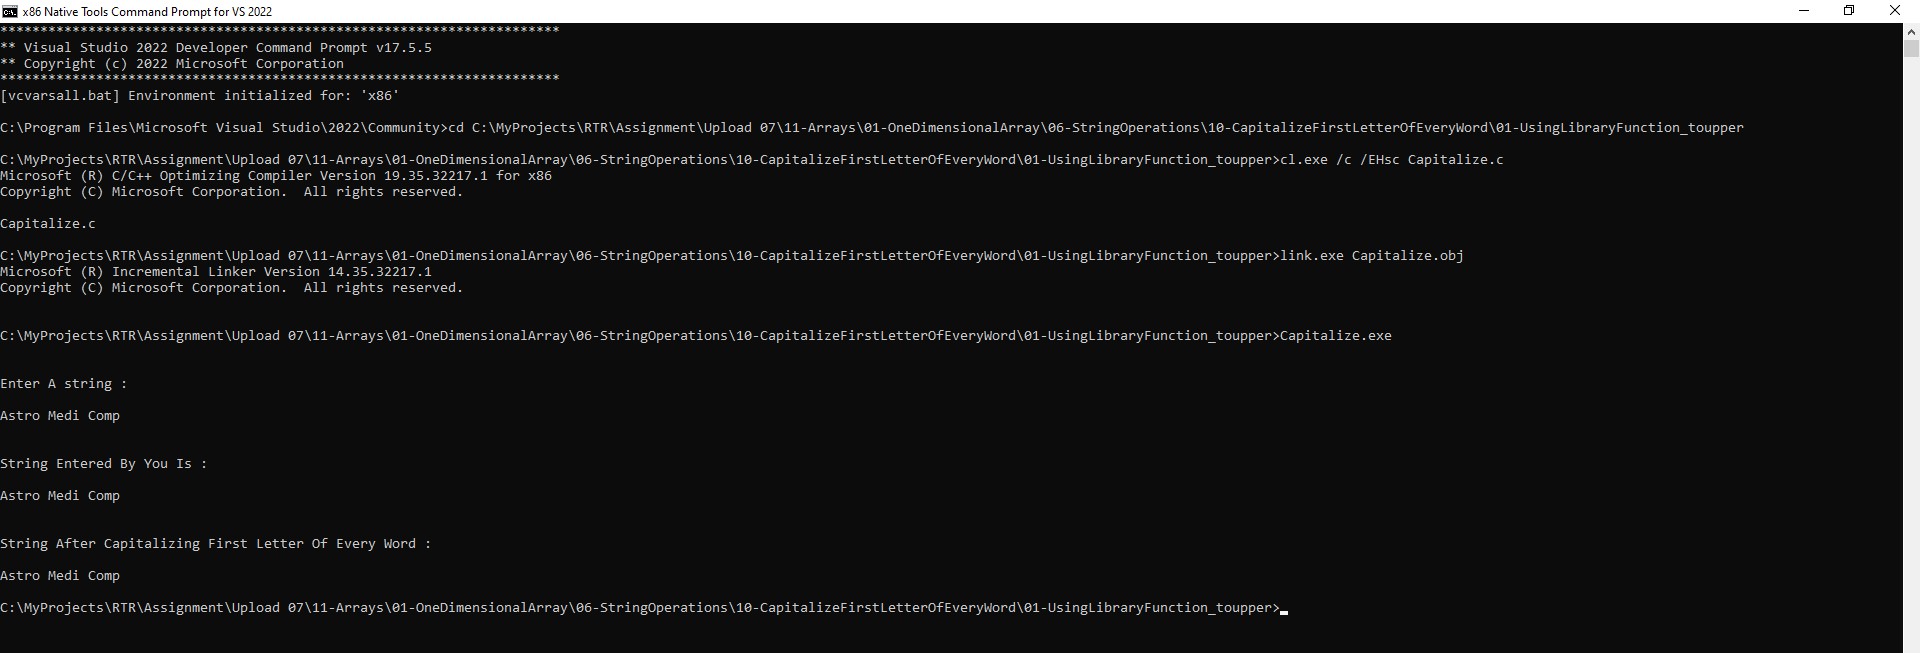 x86 Native Tools Command Prompt for VS 2022
**********************************************************************
** Visual Studio 2022 Developer Command Prompt v17.5.5
** Copyright (c) 2022 Microsoft Corporation
**********************************************************************
[vcvarsall.bat] Environment initialized for: 'x86'
C:\Program Files\Microsoft Visual Studio\2022\Community>cd C:\MyProjects\RTR\Assignment\Upload 07\11-Arrays\01-OneDimensionalArray\06-StringOperations\10-CapitalizeFirstLetterOfEveryWord\01-UsingLibraryFunction_toupper
C:\MyProjects\RTR\Assignment\Upload 07\11-Arrays\01-OneDimensionalArray\06-StringOperations\10-CapitalizeFirstLetterOfEveryWord\01-UsingLibraryFunction_toupper>cl.exe /c /EHsc Capitalize.c
Microsoft (R) C/C++ Optimizing Compiler Version 19.35.32217.1 for x86
Copyright (C) Microsoft Corporation.  All rights reserved.
Capitalize.c
C:\MyProjects\RTR\Assignment\Upload 07\11-Arrays\01-OneDimensionalArray\06-StringOperations\10-CapitalizeFirstLetterOfEveryWord\01-UsingLibraryFunction_toupper>link.exe Capitalize.obj
Microsoft (R) Incremental Linker Version 14.35.32217.1
Copyright (C) Microsoft Corporation.  All rights reserved.
C:\MyProjects\RTR\Assignment\Upload 07\11-Arrays\01-OneDimensionalArray\06-StringOperations\10-CapitalizeFirstLetterOfEveryWord\01-UsingLibraryFunction_toupper>Capitalize.exe
Enter A string :
Astro Medi Comp
String Entered By You Is :
Astro Medi Comp
String After Capitalizing First Letter Of Every Word :
Astro Medi Comp
C:\MyProjects\RTR\Assignment\Upload 07\11-Arrays\01-OneDimensionalArray\06-StringOperations\10-CapitalizeFirstLetterOfEveryWord\01-UsingLibraryFunction_toupper>